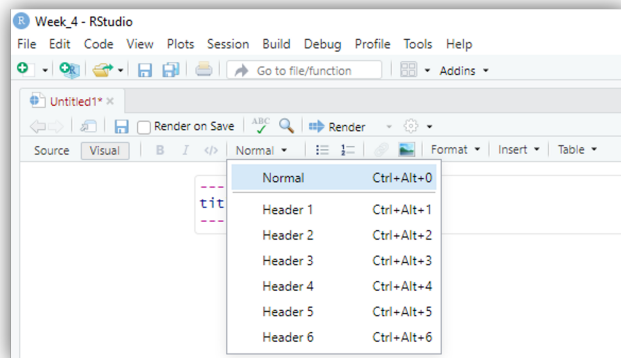 R Week_4 - RStudio
File Edit Code View Plots Session Build Debug Profile Tools Help
R Go to file/function Addins
Untitled1* ×
Render on Save ABC Render
Source Visual B I </> Normal Format Insert Table
---
tit
---
Normal Ctrl+Alt+0
Header 1 Ctrl+Alt+1
Header 2 Ctrl+Alt+2
Header 3 Ctrl+Alt+3
Header 4 Ctrl+Alt+4
Header 5 Ctrl+Alt+5
Header 6 Ctrl+Alt+6